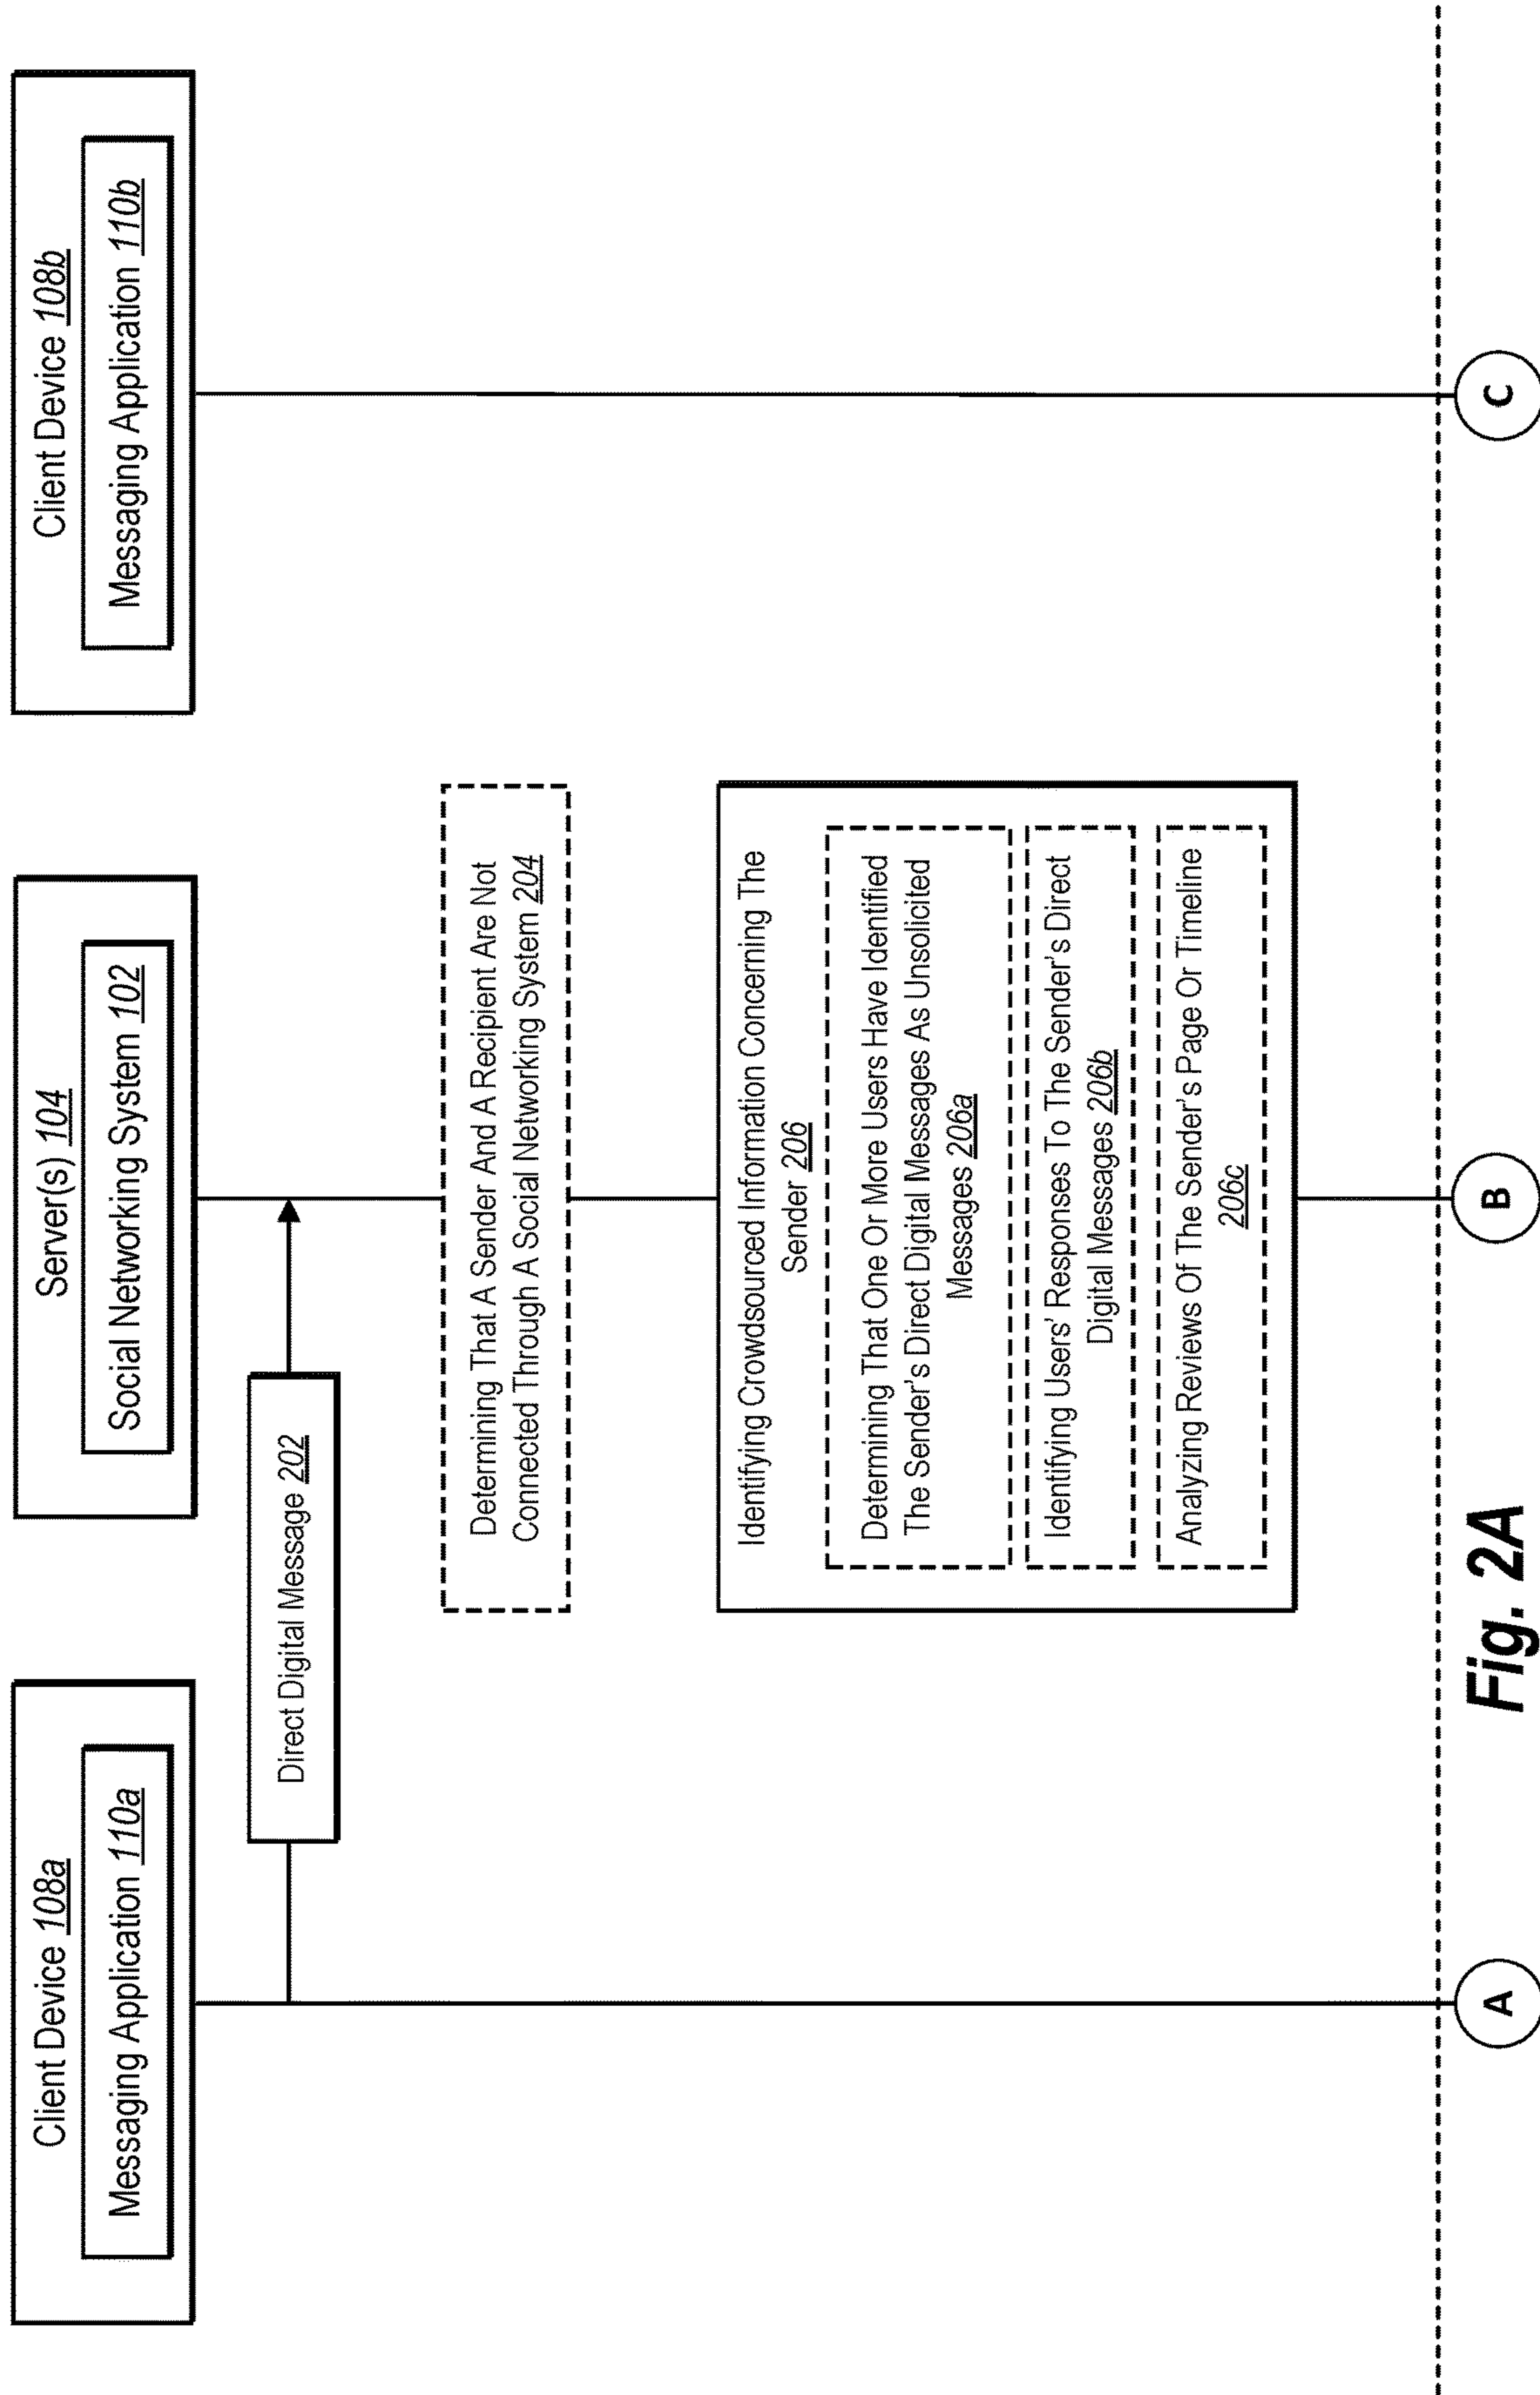 Client Device 108a
Messaging Application 110a
Server(s) 104
Social Networking System 102
Client Device 108b
Messaging Application 110b
Direct Digital Message 202
Determining That A Sender And A Recipient Are Not
Connected Through A Social Networking System 204
Identifying Crowdsourced Information Concerning The
Sender 206
Determining That One Or More Users Have Identified
The Sender's Direct Digital Messages As Unsolicited
Messages 206a
Identifying Users' Responses To The Sender's Direct
Digital Messages 206b
Analyzing Reviews Of The Sender's Page Or Timeline
206c
A
B
C
Fig. 2A